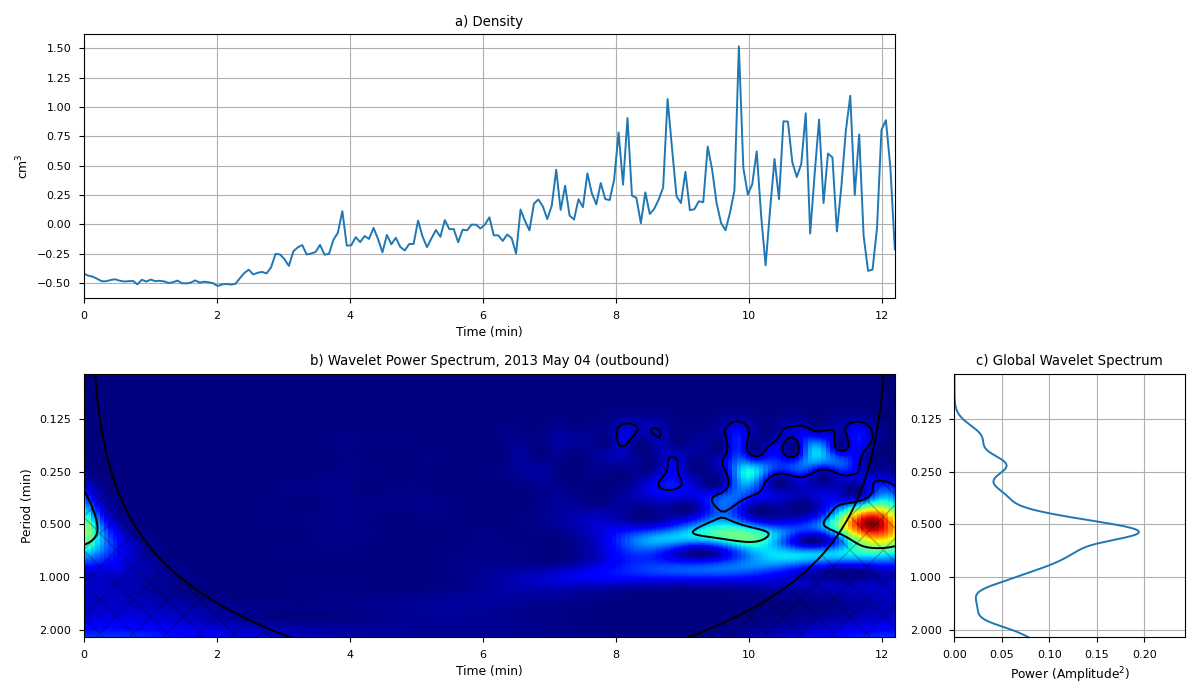 a) Density
1.50
1.25
1.00
0.75
0.50
0.25
0.00
−0.25
−0.50
cm³
0 2 4 6 8 10 12
Time (min)
b) Wavelet Power Spectrum, 2013 May 04 (outbound)
0.125
0.250
0.500
1.000
2.000
Period (min)
0 2 4 6 8 10 12
Time (min)
c) Global Wavelet Spectrum
0.125
0.250
0.500
1.000
2.000
0.00 0.05 0.10 0.15 0.20
Power (Amplitude²)